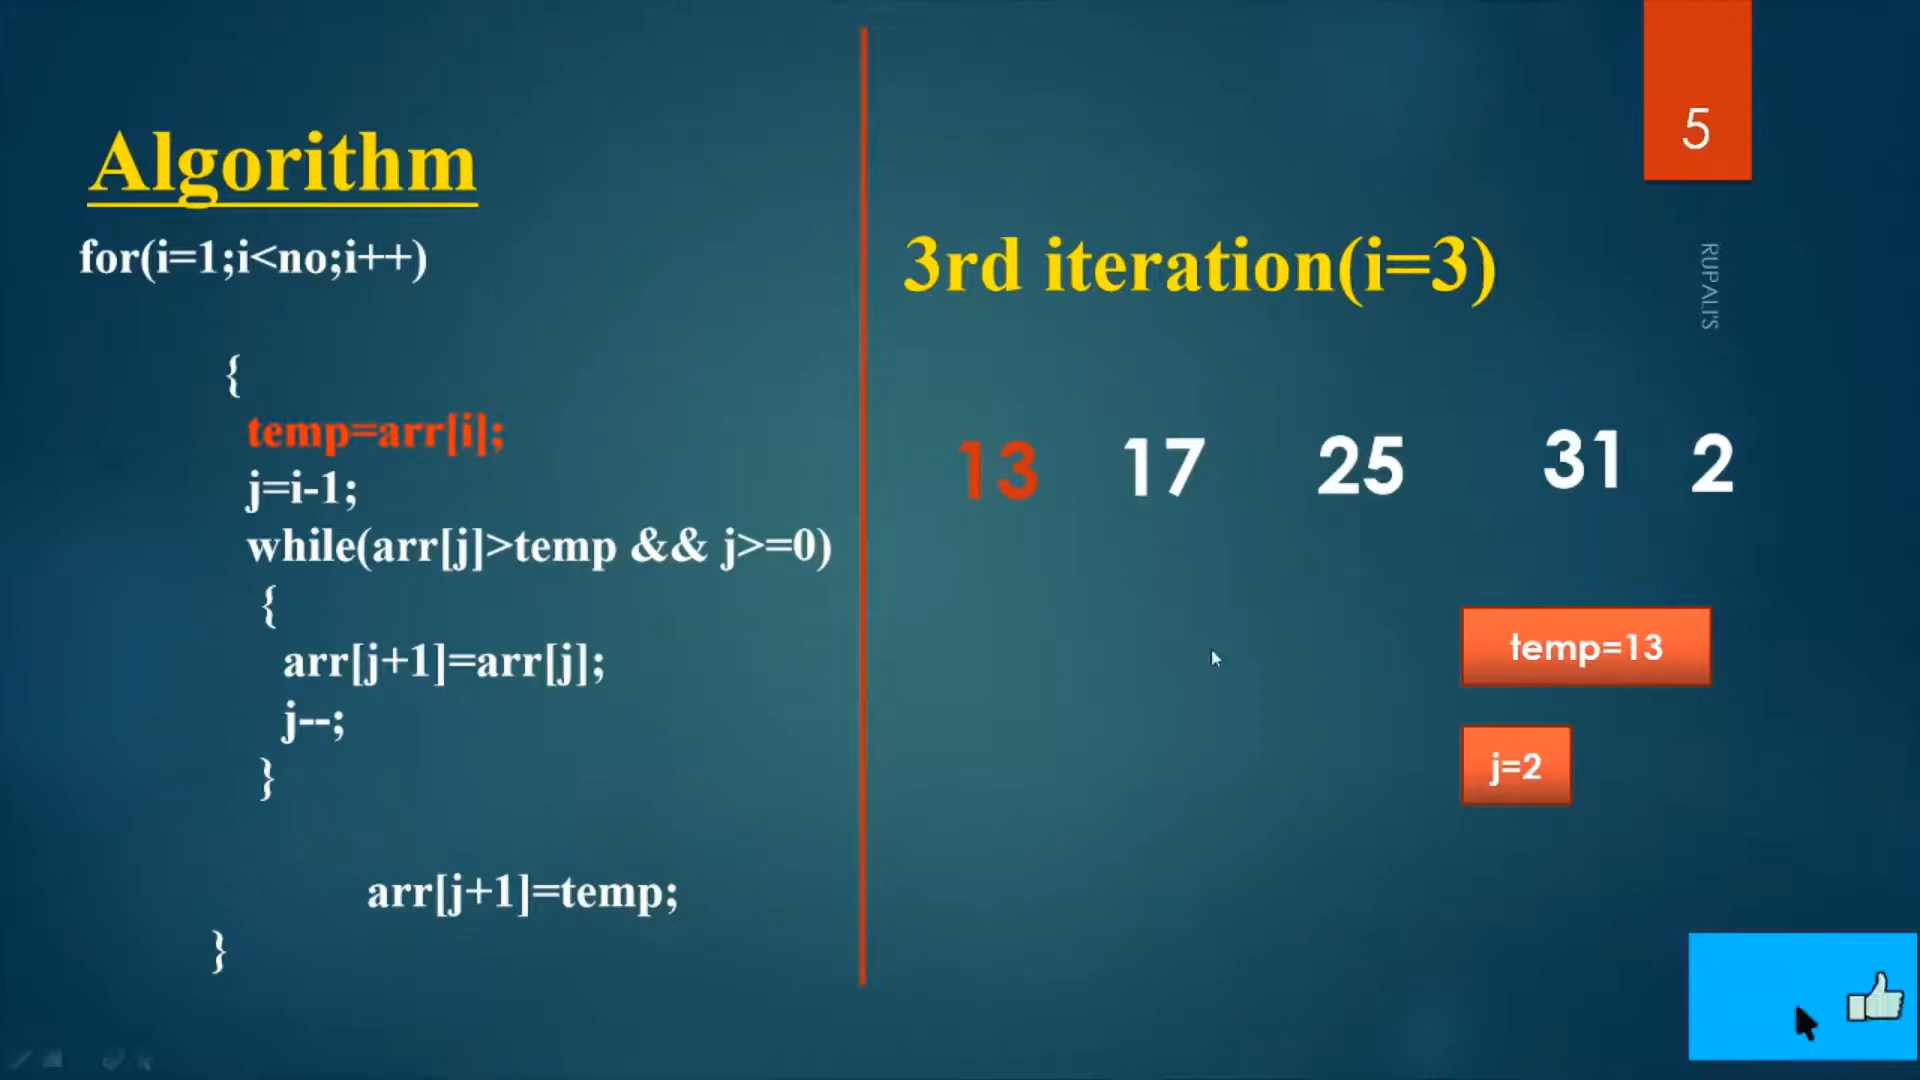 Algorithm
for(i=1;i<no;i++)
{
temp=arr[i];
j=i-1;
while(arr[j]>temp && j>=0)
{
arr[j+1]=arr[j];
j--;
}
arr[j+1]=temp;
}
5
RUPALI'S
3rd iteration(i=3)
13 17 25 31 2
temp=13
j=2